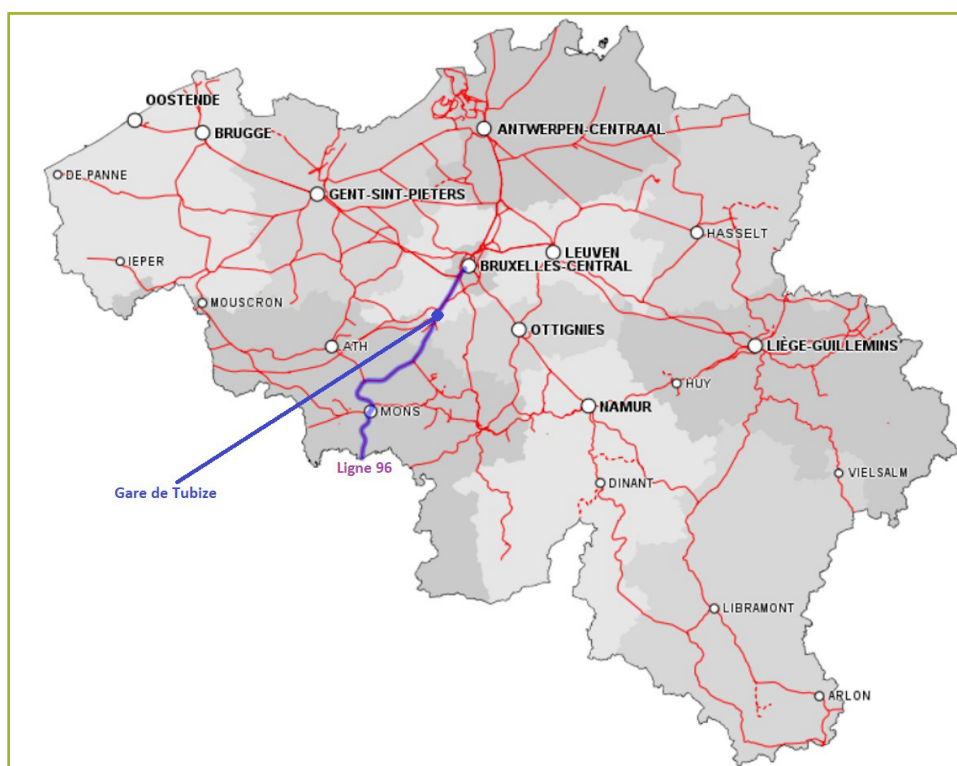 OOSTENDE
BRUGGE
ANTWERPEN-CENTRAAL
DE PANNE
GENT-SINT-PIETERS
HASSELT
LEUVEN
IEPER
BRUXELLES-CENTRAL
MOUSCRON
OTTIGNIES
ATH
LIÈGE-GUILLEMINS
HUY
MONS
NAMUR
Ligne 96
VIELSALM
DINANT
Gare de Tubize
LIBRAMONT
ARLON